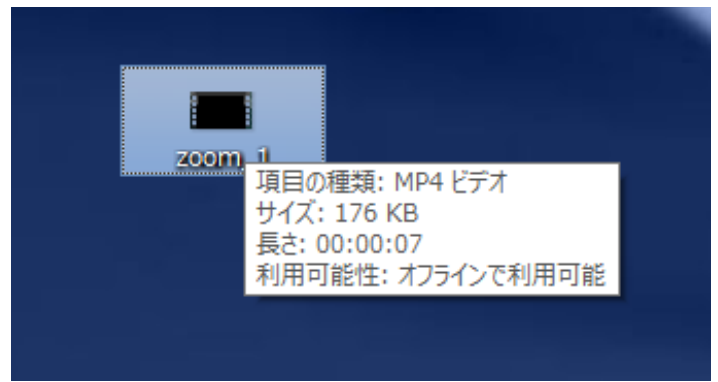 zoom_1
項目の種類: MP4 ビデオ
サイズ: 176 KB
長さ: 00:00:07
利用可能性: オフラインで利用可能